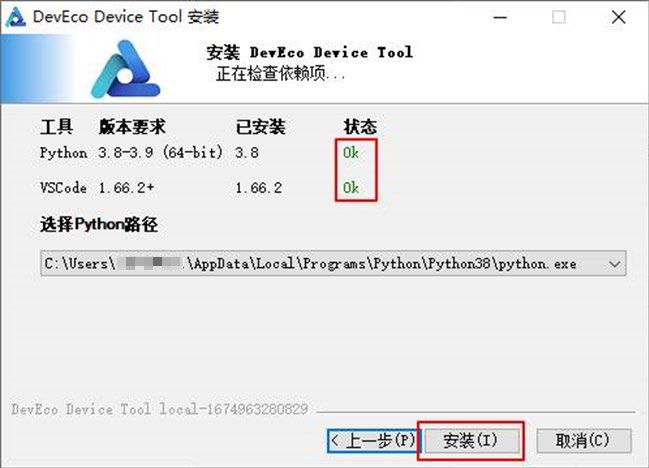 DevEco Device Tool 安装
安装 DevEco Device Tool
正在检查依赖项...
工具 版本要求 已安装 状态
Python 3.8-3.9 (64-bit) 3.8 Ok
VSCode 1.66.2+ 1.66.2 Ok
选择Python路径
C:\Users\ .\AppData\Local\Programs\Python\Python38\python.exe
DevEco Device Tool local-1674963280829
< 上一步(P) 安装(I) 取消(C)